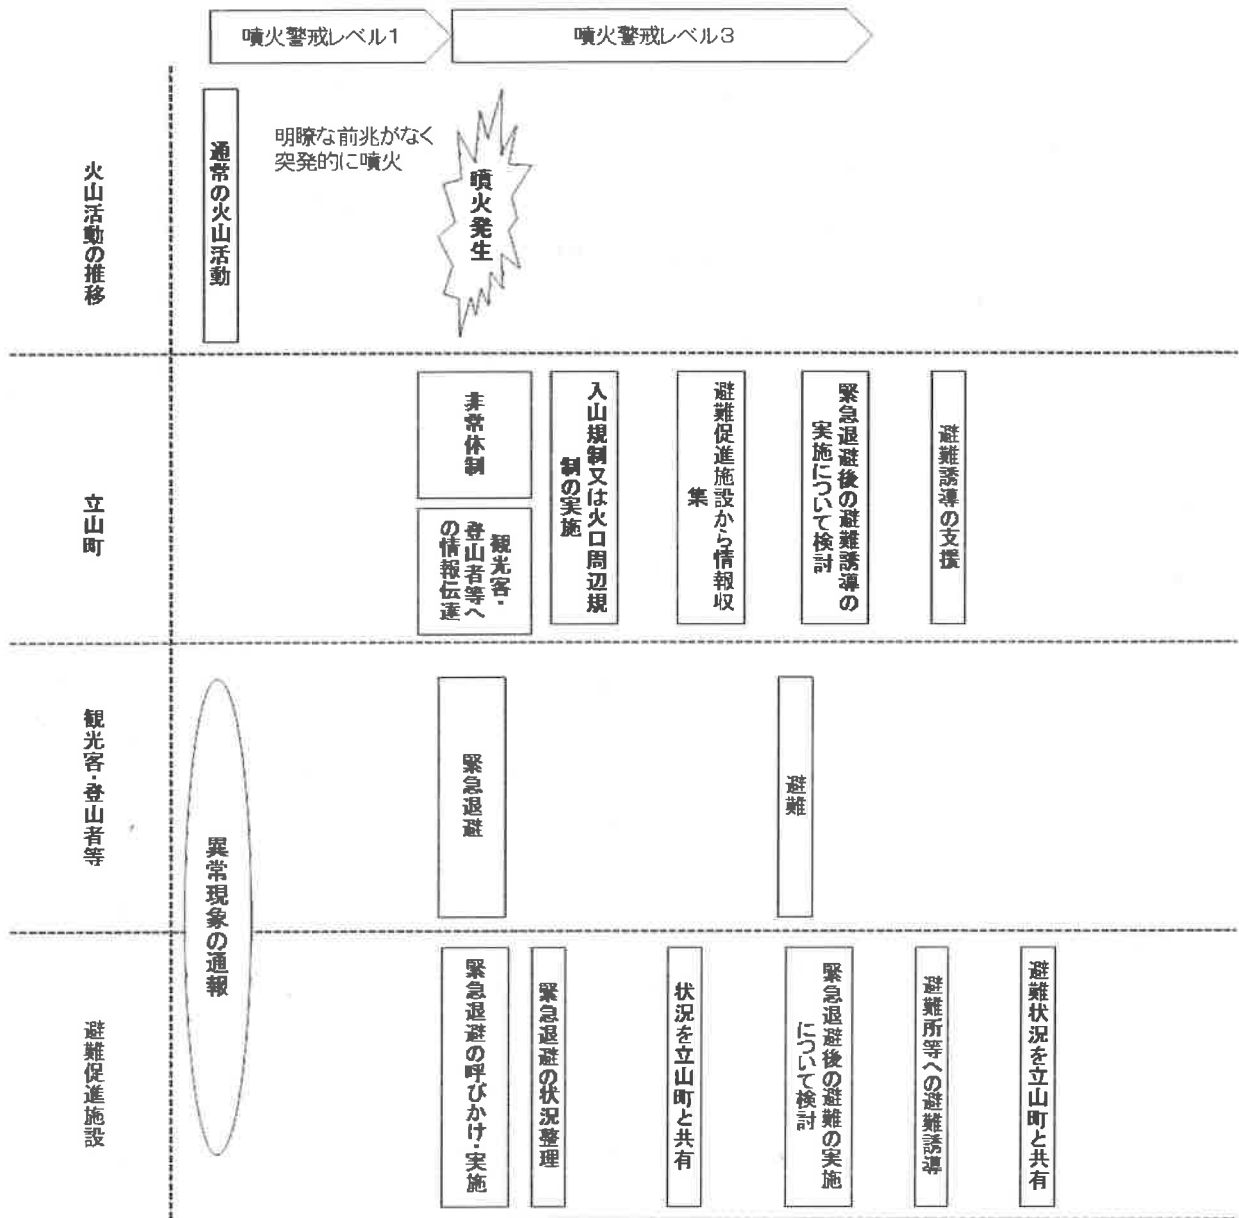 噴火警戒レベル1
噴火警戒レベル3
火山活動の推移
通常の火山活動
明瞭な前兆がなく
突発的に噴火
噴火発生
立山町
非常体制
観光客・
登山者等へ
の情報伝達
入山規制又は火口周辺規
制の実施
避難促進施設から情報収
集
緊急退避後の避難誘導の
実施について検討
避難誘導の支援
観光客・登山者等
異常現象の通報
緊急退避
避難
避難促進施設
緊急退避の呼びかけ・実施
緊急退避の状況整理
状況を立山町と共有
緊急退避後の避難の実施
について検討
避難所等への避難誘導
避難状況を立山町と共有